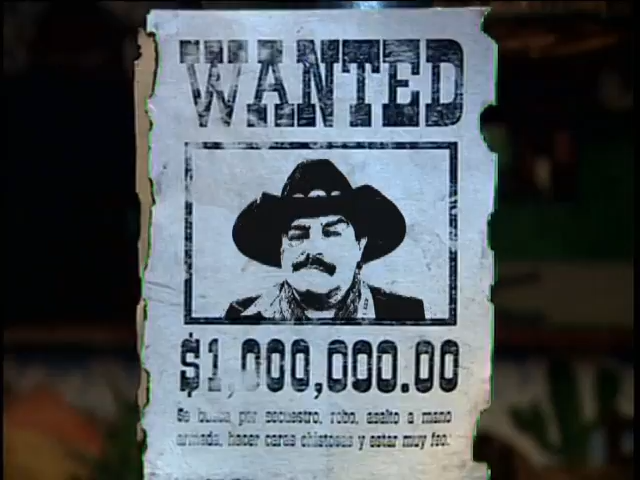 WANTED
$1,000,000.00
Se busca por secuestro, robo, asalto a mano
armada, hacer caras chistosas y estar muy feo.